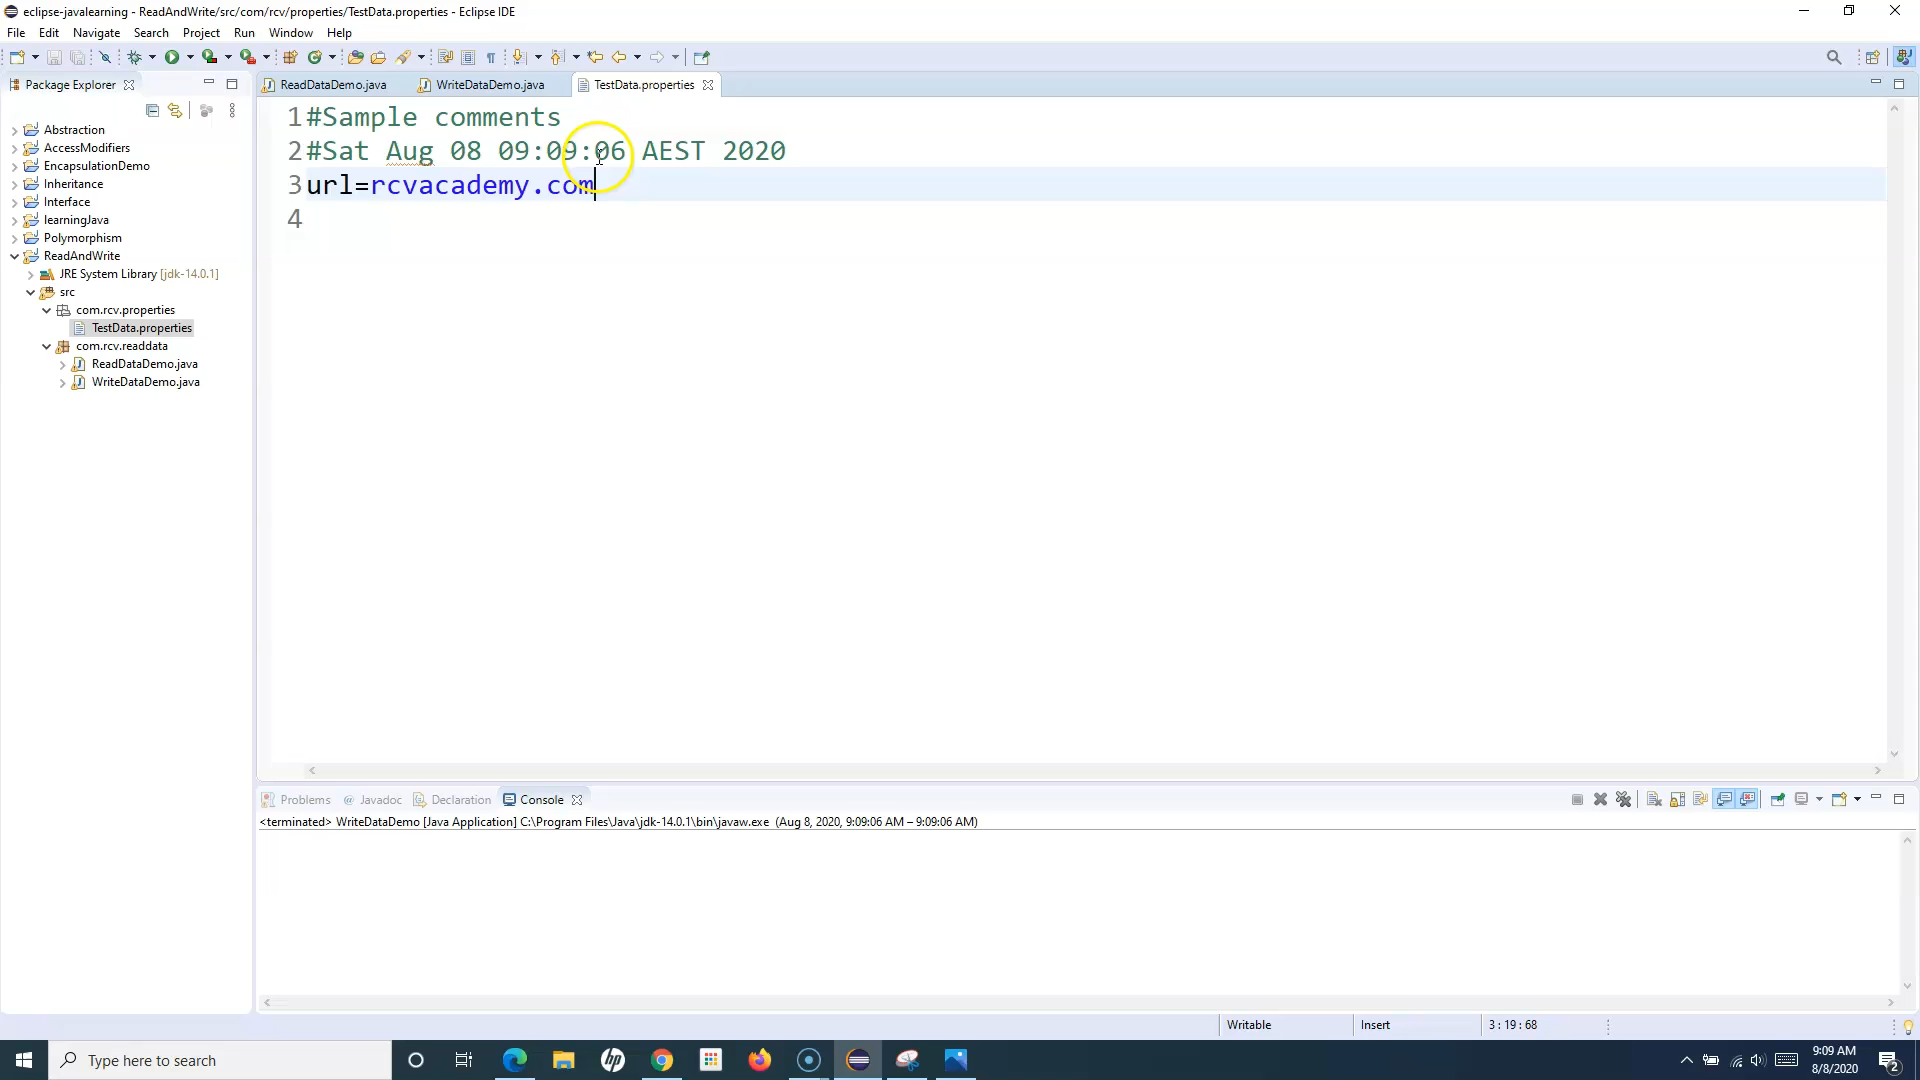 eclipse-javalearning - ReadAndWrite/src/com/rcv/properties/TestData.properties - Eclipse IDE
File Edit Navigate Search Project Run Window Help
Package Explorer
ReadDataDemo.java WriteDataDemo.java TestData.properties
Abstraction
AccessModifiers
EncapsulationDemo
Inheritance
Interface
learningJava
Polymorphism
ReadAndWrite
JRE System Library [jdk-14.0.1]
src
com.rcv.properties
TestData.properties
com.rcv.readdata
ReadDataDemo.java
WriteDataDemo.java
1 #Sample comments
2 #Sat Aug 08 09:09:06 AEST 2020
3 url=rcvacademy.com
4
Problems @ Javadoc Declaration Console
<terminated> WriteDataDemo [Java Application] C:\Program Files\Java\jdk-14.0.1\bin\javaw.exe (Aug 8, 2020, 9:09:06 AM – 9:09:06 AM)
Writable Insert 3 : 19 : 68
Type here to search
hp
9:09 AM
8/8/2020
2